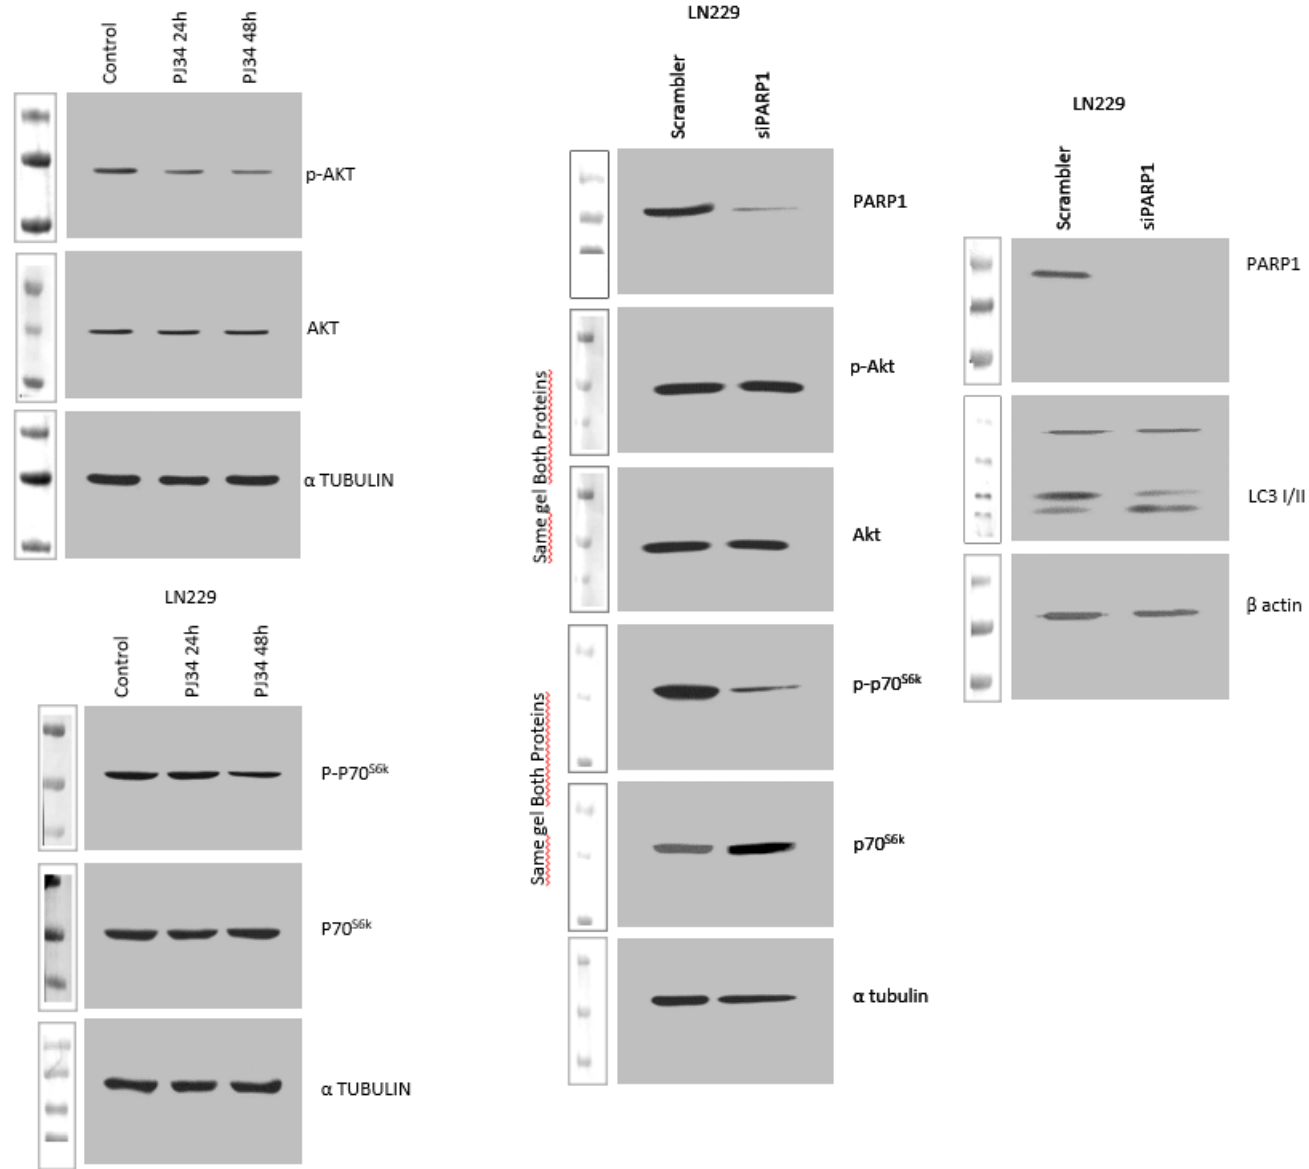 Control
PJ34 24h
PJ34 48h
p-AKT
AKT
α TUBULIN
LN229
Control
PJ34 24h
PJ34 48h
P-P70S6k
P70S6k
α TUBULIN
LN229
Scrambler
siPARP1
PARP1
Same gel Both Proteins
p-Akt
Akt
Same gel Both Proteins
p-p70S6k
p70S6k
α tubulin
LN229
Scrambler
siPARP1
PARP1
LC3 I/II
β actin